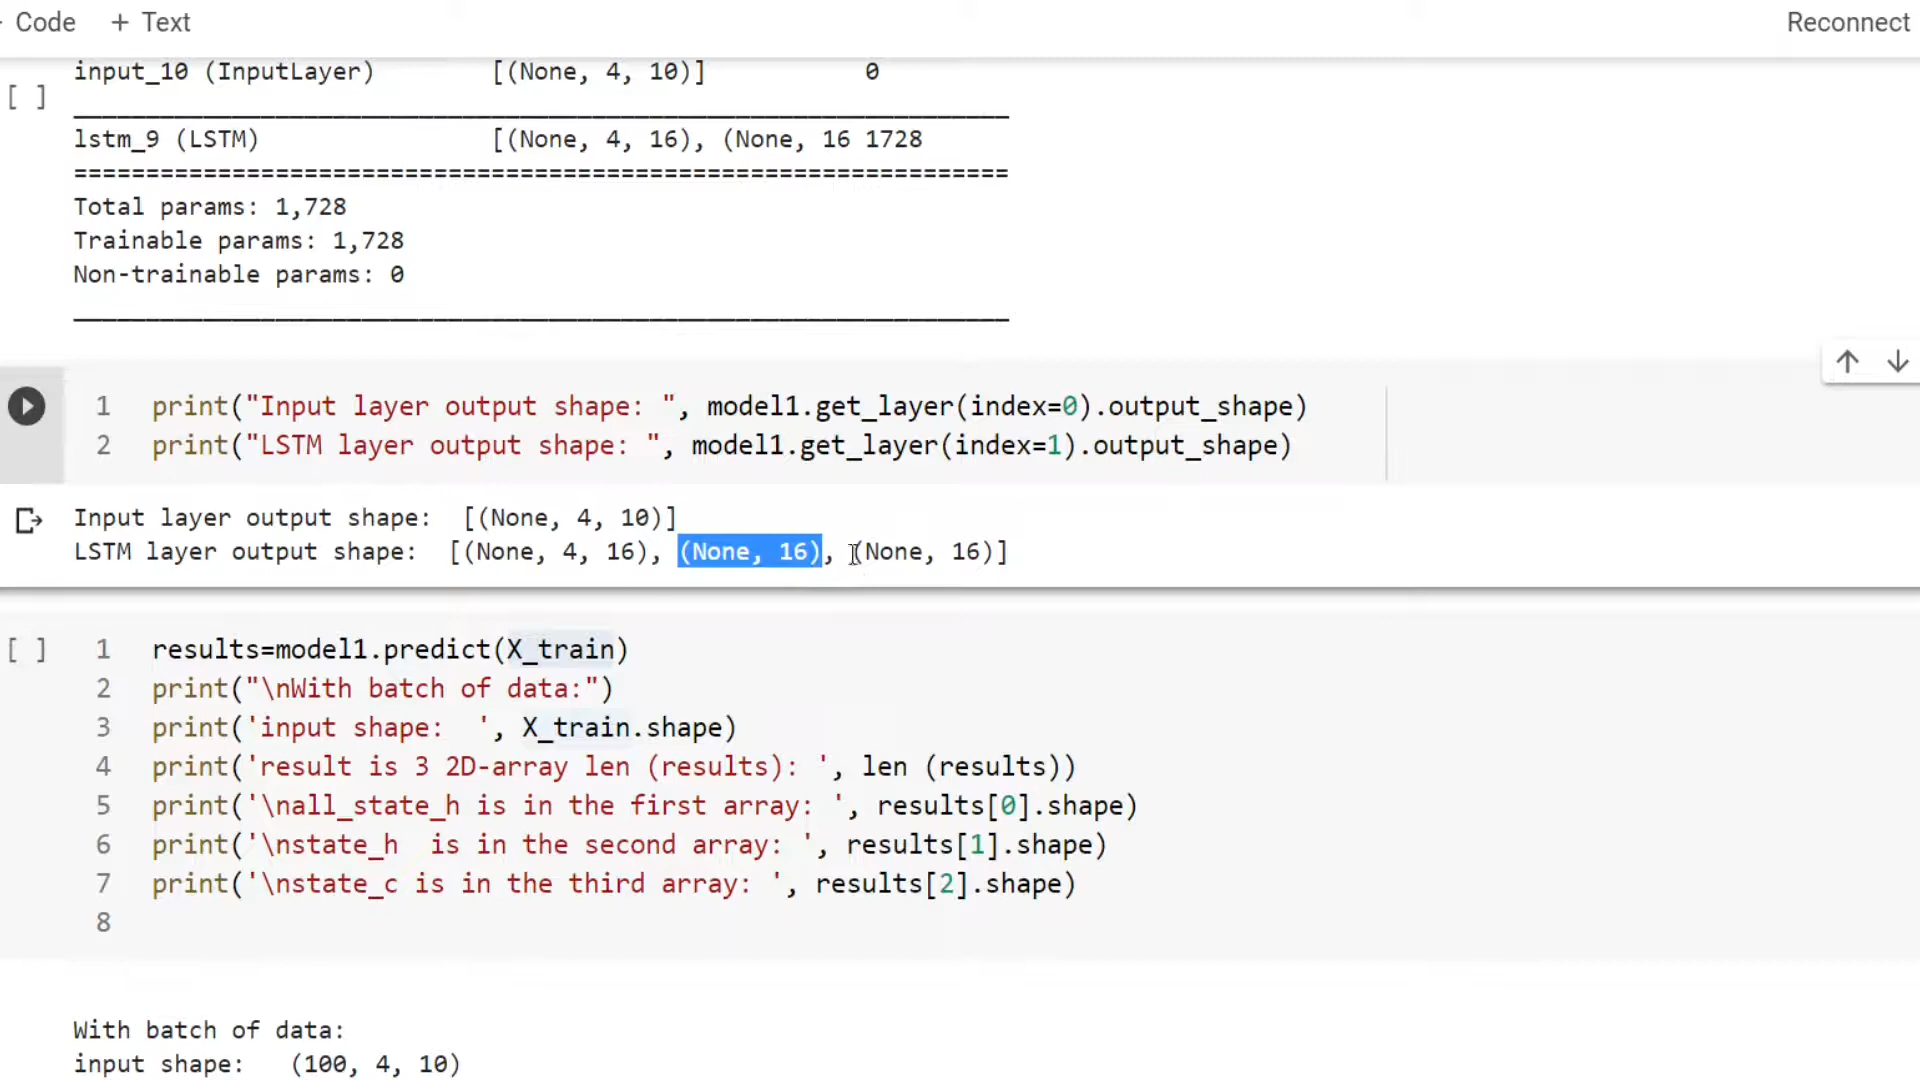 Code + Text Reconnect
input_10 (InputLayer) [(None, 4, 10)] 0
[ ]
lstm_9 (LSTM) [(None, 4, 16), (None, 16 1728
=================================================================
Total params: 1,728
Trainable params: 1,728
Non-trainable params: 0
1 print("Input layer output shape: ", model1.get_layer(index=0).output_shape)
2 print("LSTM layer output shape: ", model1.get_layer(index=1).output_shape)
Input layer output shape:  [(None, 4, 10)]
LSTM layer output shape:  [(None, 4, 16), (None, 16), (None, 16)]
[ ] 1 results=model1.predict(X_train)
2 print("\nWith batch of data:")
3 print('input shape:  ', X_train.shape)
4 print('result is 3 2D-array len (results): ', len (results))
5 print('\nall_state_h is in the first array: ', results[0].shape)
6 print('\nstate_h  is in the second array: ', results[1].shape)
7 print('\nstate_c is in the third array: ', results[2].shape)
8
With batch of data:
input shape:   (100, 4, 10)